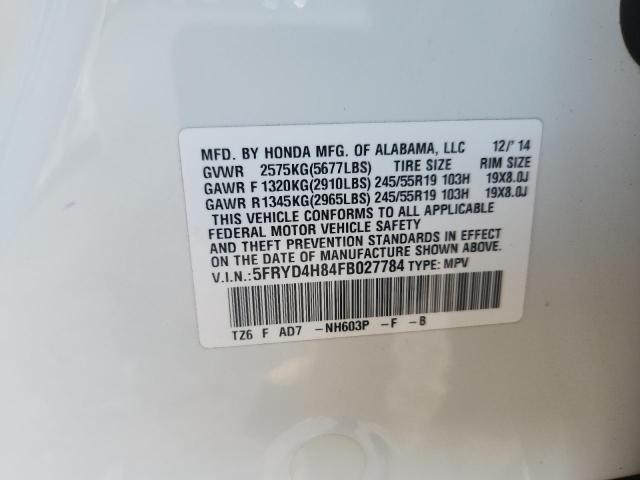 MFD. BY HONDA MFG. OF ALABAMA, LLC 12/'14
GVWR 2575KG(5677LBS) TIRE SIZE RIM SIZE
GAWR F 1320KG(2910LBS) 245/55R19 103H 19X8.0J
GAWR R1345KG(2965LBS) 245/55R19 103H 19X8.0J
THIS VEHICLE CONFORMS TO ALL APPLICABLE
FEDERAL MOTOR VEHICLE SAFETY
AND THEFT PREVENTION STANDARDS IN EFFECT
ON THE DATE OF MANUFACTURE SHOWN ABOVE.
V.I.N.:5FRYD4H84FB027784 TYPE: MPV
TZ6 F AD7 -NH603P -F -B